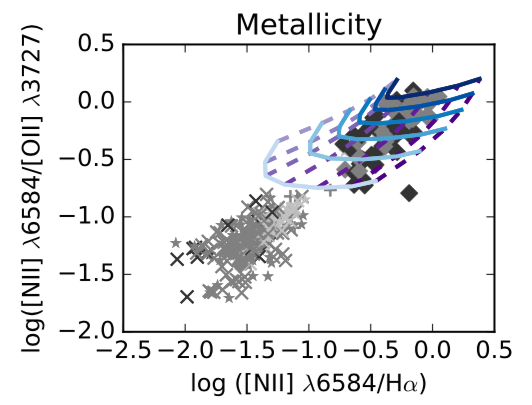 Metallicity
log([NII] λ6584/[OII] λ3727)
0.5
0.0
−0.5
−1.0
−1.5
−2.0
−2.5 −2.0 −1.5 −1.0 −0.5 0.0 0.5
log ([NII] λ6584/Hα)